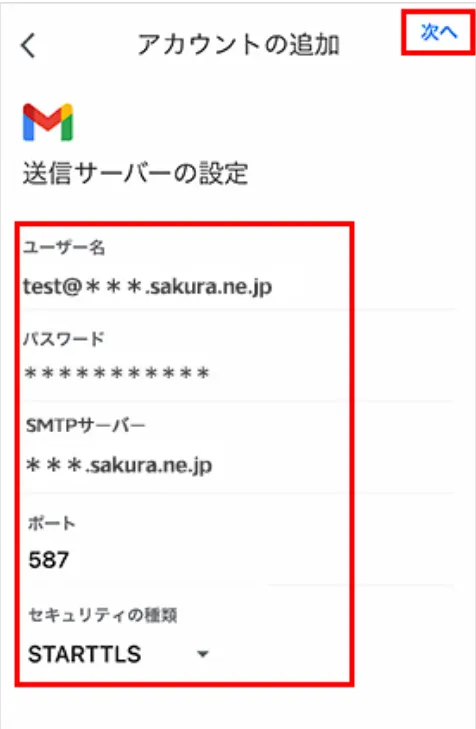 アカウントの追加
次へ
送信サーバーの設定
ユーザー名
test@＊＊＊.sakura.ne.jp
パスワード
＊＊＊＊＊＊＊＊＊＊＊
SMTPサーバー
＊＊＊.sakura.ne.jp
ポート
587
セキュリティの種類
STARTTLS